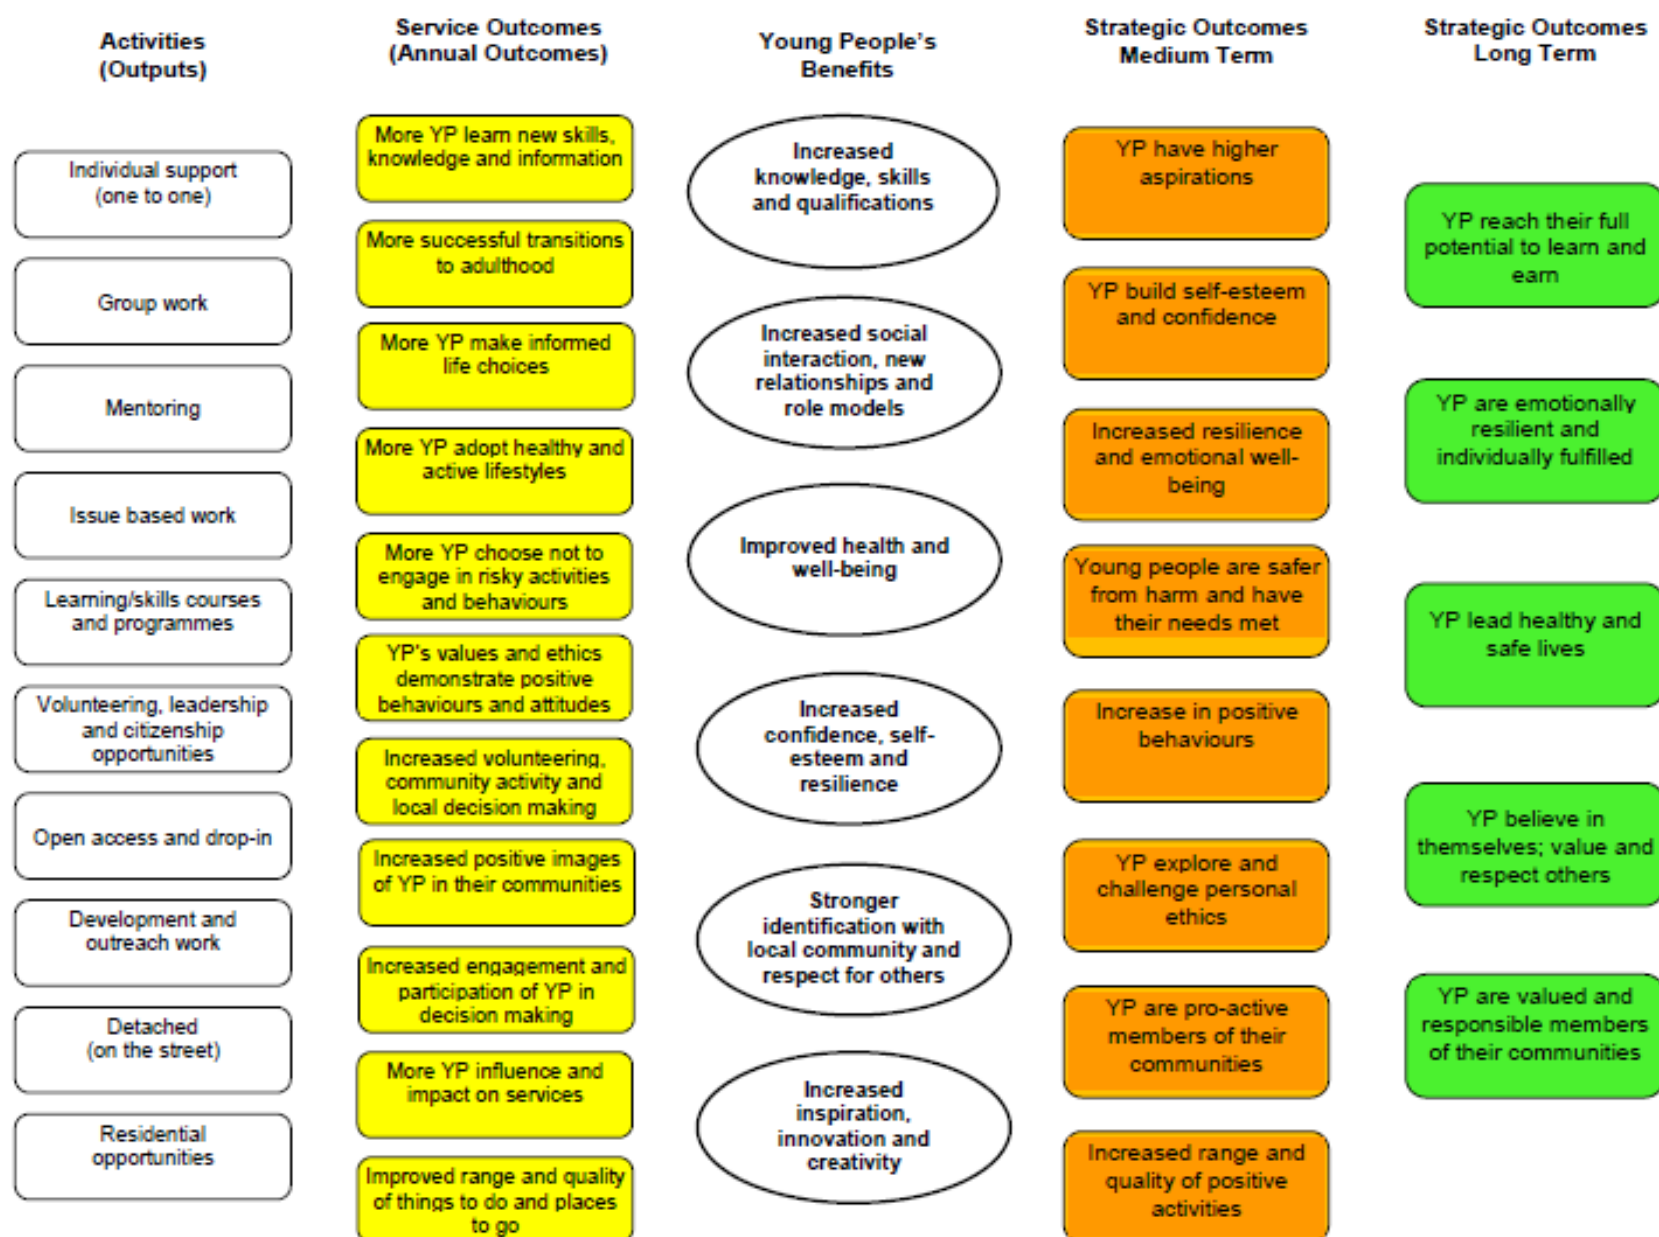 Activities
(Outputs)
Individual support
(one to one)
Group work
Mentoring
Issue based work
Learning/skills courses
and programmes
Volunteering, leadership
and citizenship
opportunities
Open access and drop-in
Development and
outreach work
Detached
(on the street)
Residential
opportunities
Service Outcomes
(Annual Outcomes)
More YP learn new skills,
knowledge and information
More successful transitions
to adulthood
More YP make informed
life choices
More YP adopt healthy and
active lifestyles
More YP choose not to
engage in risky activities
and behaviours
YP's values and ethics
demonstrate positive
behaviours and attitudes
Increased volunteering,
community activity and
local decision making
Increased positive images
of YP in their communities
Increased engagement and
participation of YP in
decision making
More YP influence and
impact on services
Improved range and quality
of things to do and places
to go
Young People's
Benefits
Increased
knowledge, skills
and qualifications
Increased social
interaction, new
relationships and
role models
Improved health and
well-being
Increased
confidence, self-
esteem and
resilience
Stronger
identification with
local community and
respect for others
Increased
inspiration,
innovation and
creativity
Strategic Outcomes
Medium Term
YP have higher
aspirations
YP build self-esteem
and confidence
Increased resilience
and emotional well-
being
Young people are safer
from harm and have
their needs met
Increase in positive
behaviours
YP explore and
challenge personal
ethics
YP are pro-active
members of their
communities
Increased range and
quality of positive
activities
Strategic Outcomes
Long Term
YP reach their full
potential to learn and
earn
YP are emotionally
resilient and
individually fulfilled
YP lead healthy and
safe lives
YP believe in
themselves; value and
respect others
YP are valued and
responsible members
of their communities